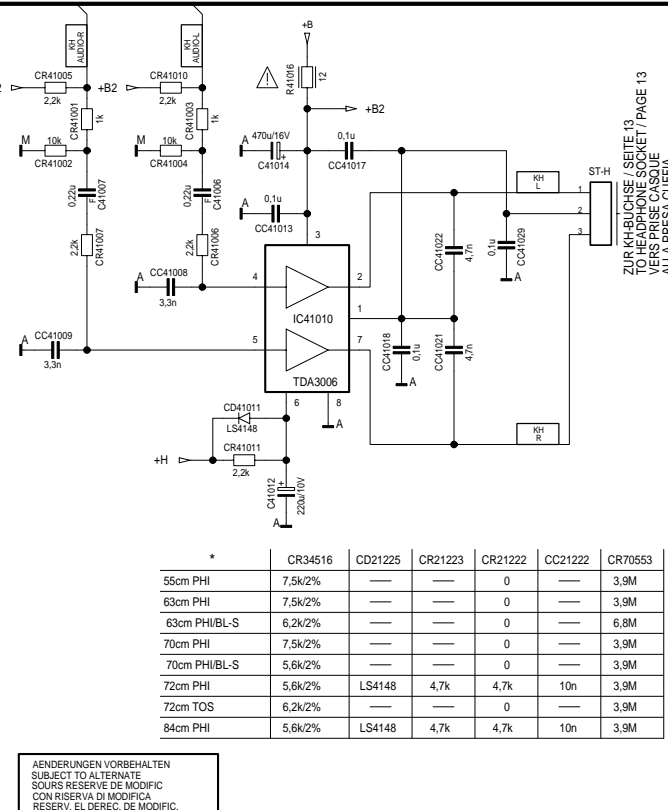 KH
AUDIO-R
KH
AUDIO-L
+B
CR41005
2,2k
+B2
CR41010
2,2k
CR41001
1k
CR41003
1k
R41016
12
+B2
M
10k
CR41002
M
10k
CR41004
A
470u/16V
+
C41014
0,1u
CC41017
0,22u
F
C41007
0,22u
F
C41006
A
0,1u
CC41013
2,2k
CR41007
2,2k
CR41006
3
A
CC41008
3,3n
4
2
IC41010
1
5
7
TDA3006
6
8
A
A
CC41009
3,3n
KH
L
ST-H
1
2
3
CC41022
4,7n
0,1u
CC41029
A
CC41018
0,1u
A
CC41021
4,7n
KH
R
CD41011
LS4148
+H
CR41011
2,2k
C41012
+
220u/10V
A
ZUR KH-BUCHSE / SEITE 13
TO HEADPHONE SOCKET / PAGE 13
VERS PRISE CASQUE
ALLA PRESA CUFFIA
* CR34516 CD21225 CR21223 CR21222 CC21222 CR70553
55cm PHI 7,5k/2% — — 0 — 3,9M
63cm PHI 7,5k/2% — — 0 — 3,9M
63cm PHI/BL-S 6,2k/2% — — 0 — 6,8M
70cm PHI 7,5k/2% — — 0 — 3,9M
70cm PHI/BL-S 5,6k/2% — — 0 — 3,9M
72cm PHI 5,6k/2% LS4148 4,7k 4,7k 10n 3,9M
72cm TOS 6,2k/2% — — 0 — 3,9M
84cm PHI 5,6k/2% LS4148 4,7k 4,7k 10n 3,9M
AENDERUNGEN VORBEHALTEN
SUBJECT TO ALTERNATE
SOURS RESERVE DE MODIFIC
CON RISERVA DI MODIFICA
RESERV. EL DEREC. DE MODIFIC.